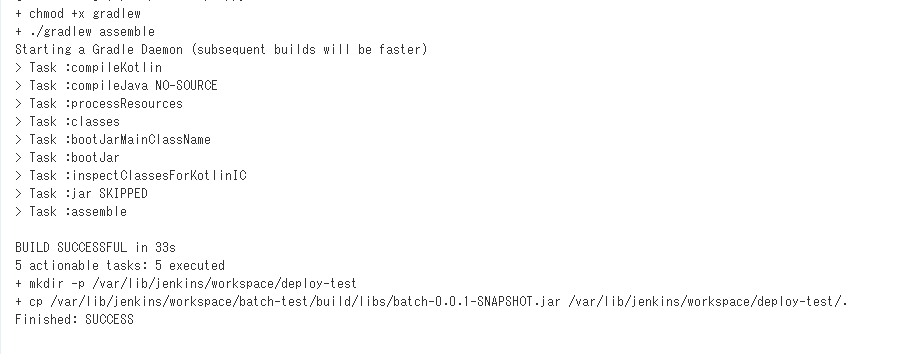 + chmod +x gradlew
+ ./gradlew assemble
Starting a Gradle Daemon (subsequent builds will be faster)
> Task :compileKotlin
> Task :compileJava NO-SOURCE
> Task :processResources
> Task :classes
> Task :bootJarMainClassName
> Task :bootJar
> Task :inspectClassesForKotlinIC
> Task :jar SKIPPED
> Task :assemble
BUILD SUCCESSFUL in 33s
5 actionable tasks: 5 executed
+ mkdir -p /var/lib/jenkins/workspace/deploy-test
+ cp /var/lib/jenkins/workspace/batch-test/build/libs/batch-0.0.1-SNAPSHOT.jar /var/lib/jenkins/workspace/deploy-test/.
Finished: SUCCESS